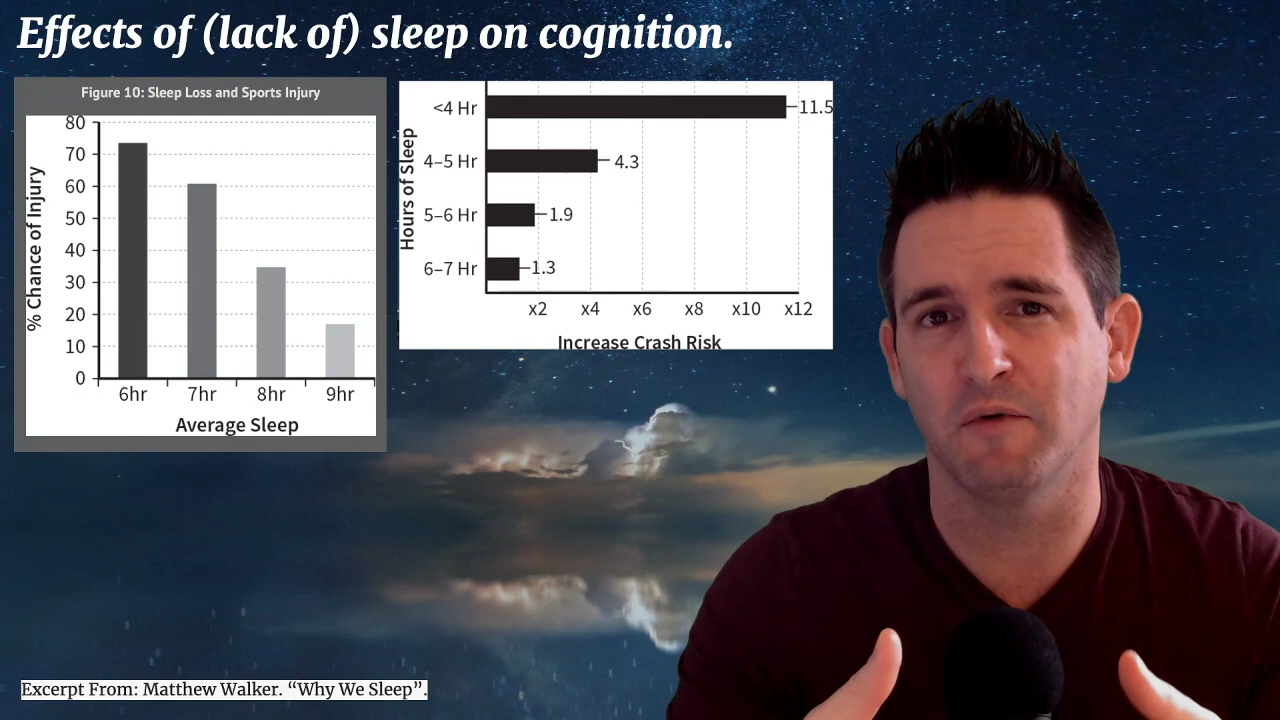 Effects of (lack of) sleep on cognition.
Figure 10: Sleep Loss and Sports Injury
80
70
60
50
40
30
20
10
0
% Chance of Injury
6hr 7hr 8hr 9hr
Average Sleep
Hours of Sleep
<4 Hr 11.5
4–5 Hr 4.3
5–6 Hr 1.9
6–7 Hr 1.3
x2 x4 x6 x8 x10 x12
Increase Crash Risk
Excerpt From: Matthew Walker. “Why We Sleep”.